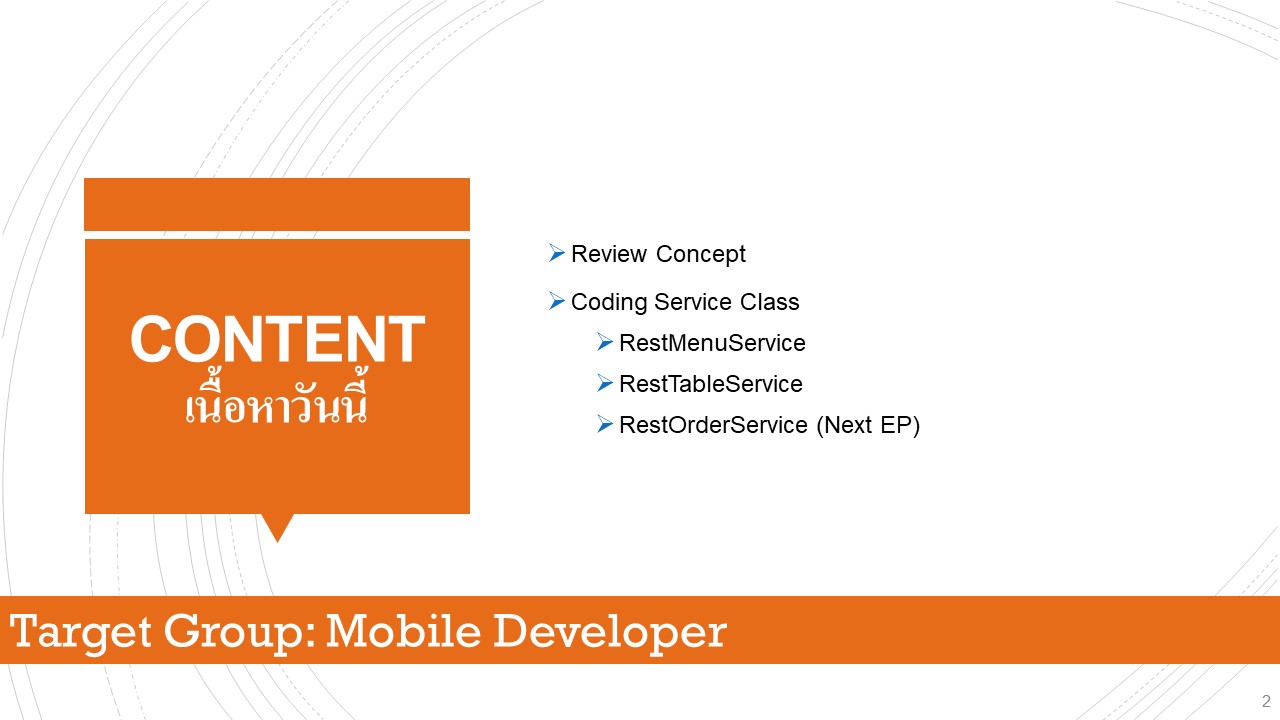 CONTENT
เนื้อหาวันนี้
Review Concept
Coding Service Class
RestMenuService
RestTableService
RestOrderService (Next EP)
Target Group: Mobile Developer
2